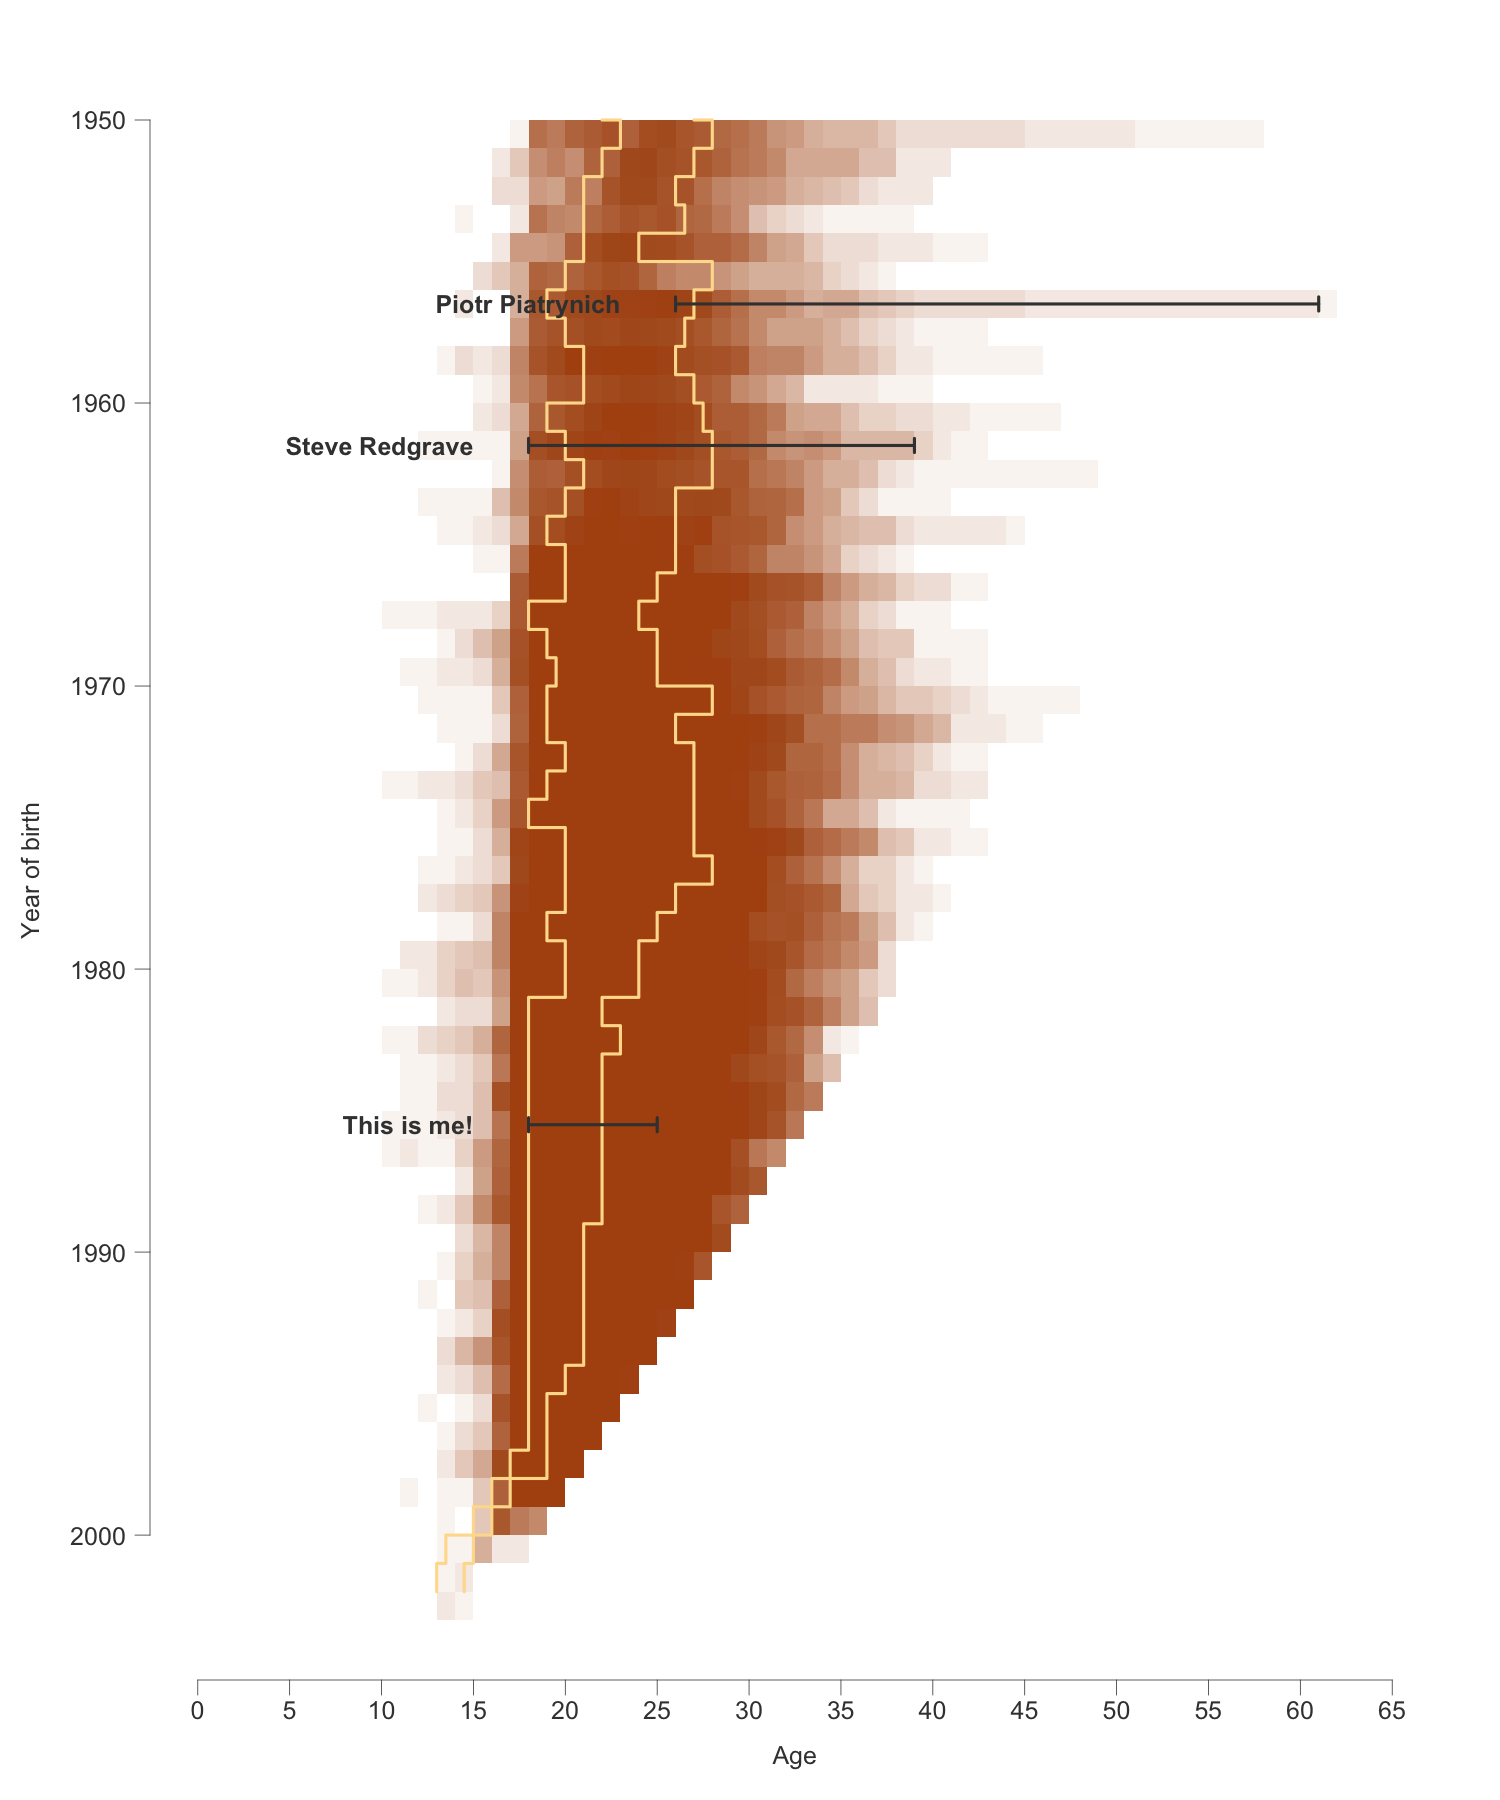 1950
Piotr Piatrynich
1960
Steve Redgrave
1970
Year of birth
1980
This is me!
1990
2000
0 5 10 15 20 25 30 35 40 45 50 55 60 65
Age